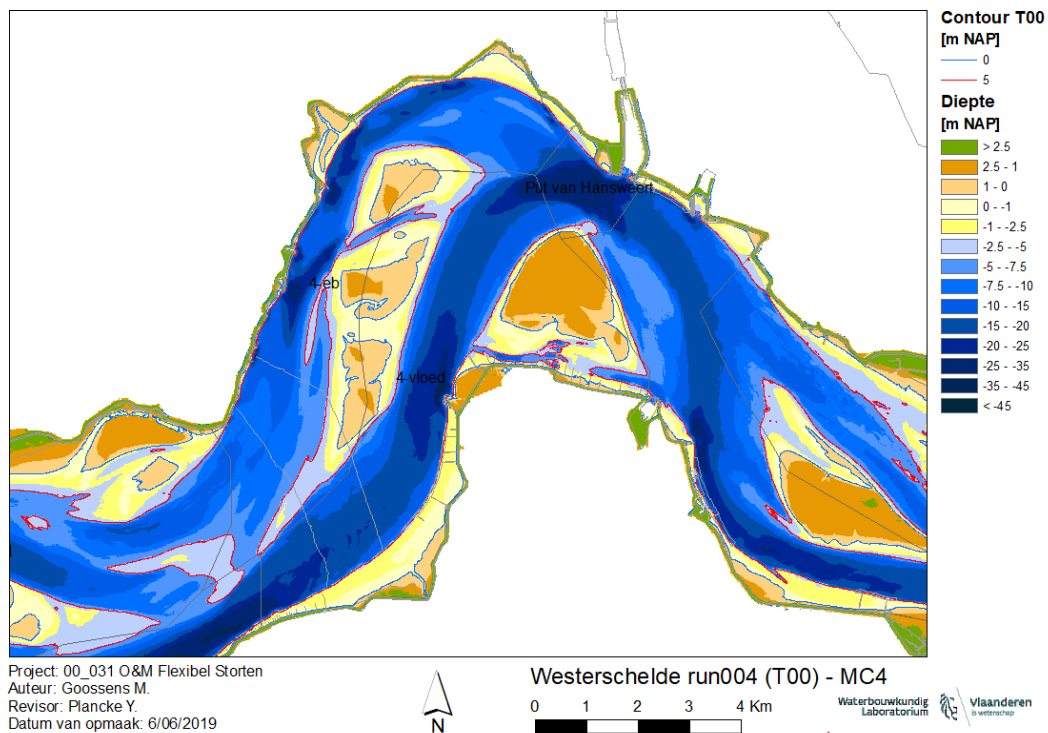 Put van Hansweert
4-eb
4-vloed
Contour T00
[m NAP]
0
5
Diepte
[m NAP]
> 2.5
2.5 - 1
1 - 0
0 - -1
-1 - -2.5
-2.5 - -5
-5 - -7.5
-7.5 - -10
-10 - -15
-15 - -20
-20 - -25
-25 - -35
-35 - -45
< -45
Project: 00_031 O&M Flexibel Storten
Auteur: Goossens M.
Revisor: Plancke Y.
Datum van opmaak: 6/06/2019
N
Westerschelde run004 (T00) - MC4
0 1 2 3 4 Km
Waterbouwkundig
Laboratorium
Vlaanderen
is wetenschap